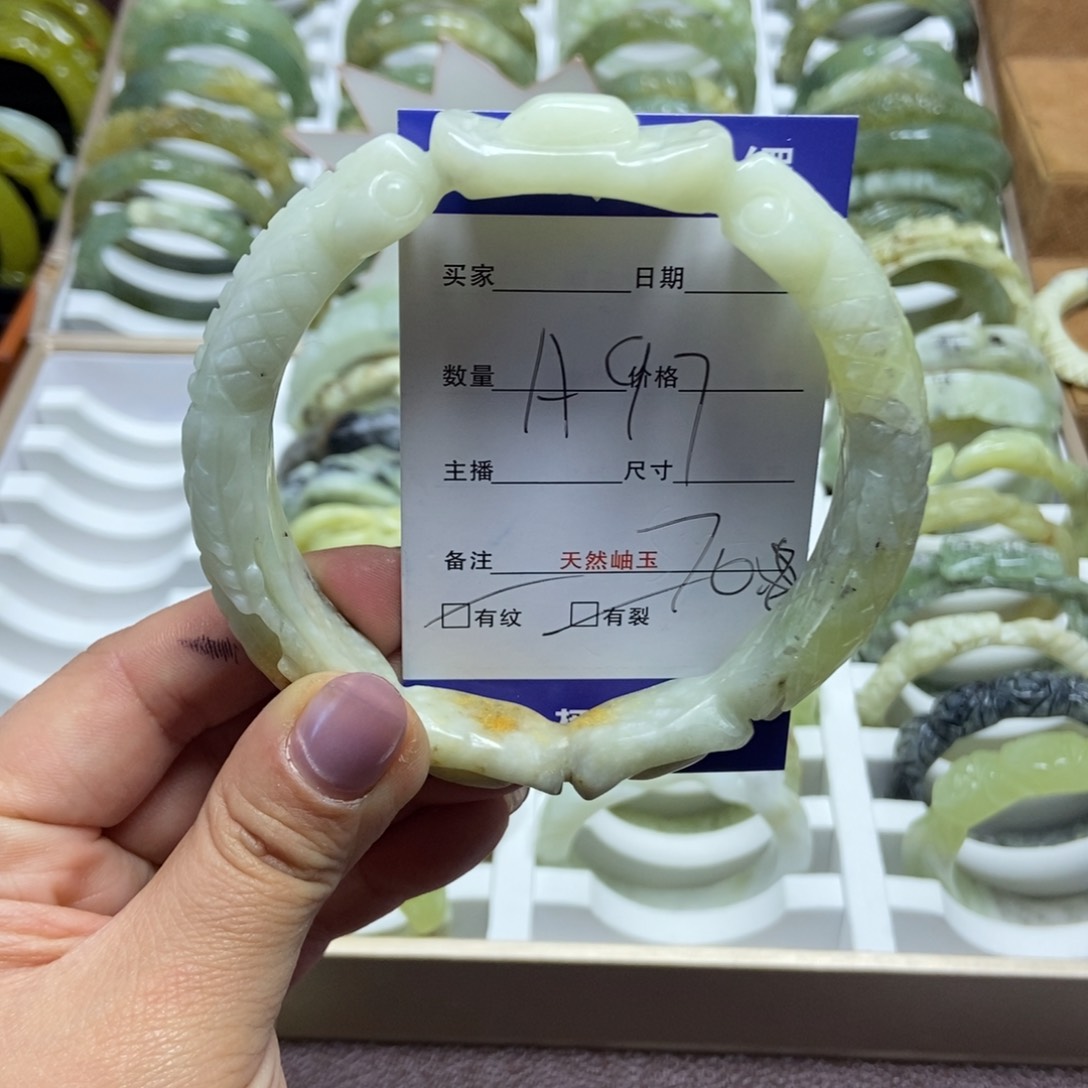 买家 日期
数量 A97 价格
主播 尺寸
备注 天然岫玉 70
有纹 有裂